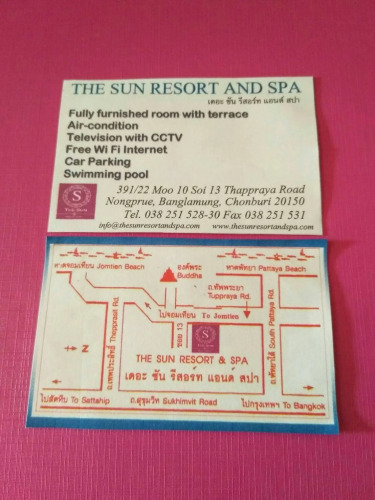 THE SUN RESORT AND SPA
เดอะ ซัน รีสอร์ท แอนด์ สปา
Fully furnished room with terrace
Air-condition
Television with CCTV
Free Wi Fi Internet
Car Parking
Swimming pool
S
391/22 Moo 10 Soi 13 Thappraya Road
Nongprue, Banglamung, Chonburi 20150
Tel. 038 251 528-30 Fax 038 251 531
info@thesunresortandspa.com www.thesunresortandspa.com
หาดจอมเทียน Jomtien Beach
องค์พระ
Buddha
หาดพัทยา Pattaya Beach
ถ.ทัพพระยา
Tuppraya Rd.
ไปจอมเทียน To Jomtien
ซอย 13
S
ถ.เทพประสิทธิ์ Thepprasit Rd.
ถ.พัทยาใต้ South Pattaya Rd.
Z
THE SUN RESORT & SPA
เดอะ ซัน รีสอร์ท แอนด์ สปา
ไปสัตหีบ To Sattahip
ถ.สุขุมวิท Sukhimvit Road
ไปกรุงเทพฯ To Bangkok